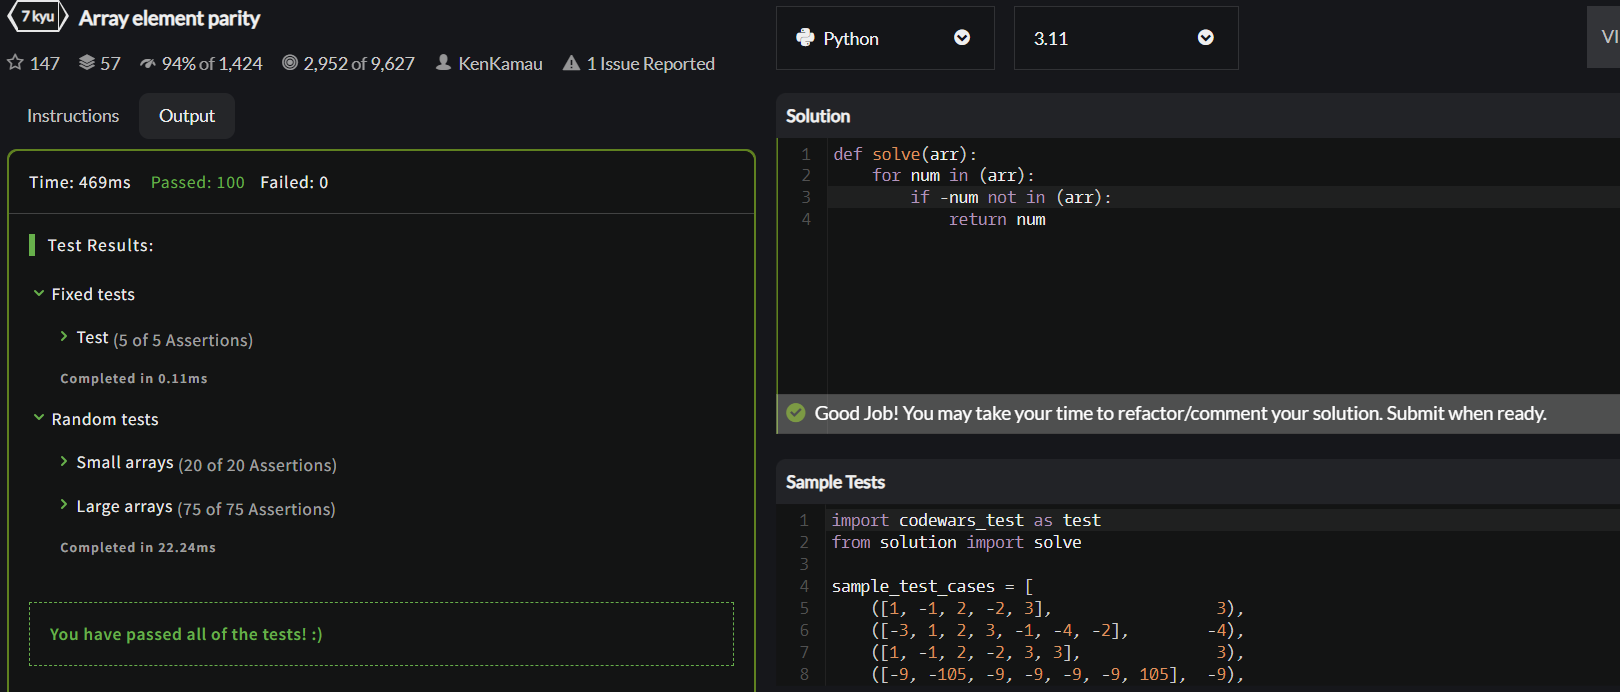 7 kyu Array element parity
147 57 94% of 1,424 2,952 of 9,627 KenKamau 1 Issue Reported
Instructions Output
Time: 469ms Passed: 100 Failed: 0
Test Results:
Fixed tests
Test (5 of 5 Assertions)
Completed in 0.11ms
Random tests
Small arrays (20 of 20 Assertions)
Large arrays (75 of 75 Assertions)
Completed in 22.24ms
You have passed all of the tests! :)
Python 3.11 VI
Solution
1 def solve(arr):
2     for num in (arr):
3         if -num not in (arr):
4             return num
Good Job! You may take your time to refactor/comment your solution. Submit when ready.
Sample Tests
1 import codewars_test as test
2 from solution import solve
3
4 sample_test_cases = [
5     ([1, -1, 2, -2, 3],                 3),
6     ([-3, 1, 2, 3, -1, -4, -2],        -4),
7     ([1, -1, 2, -2, 3, 3],              3),
8     ([-9, -105, -9, -9, -9, -9, 105],  -9),